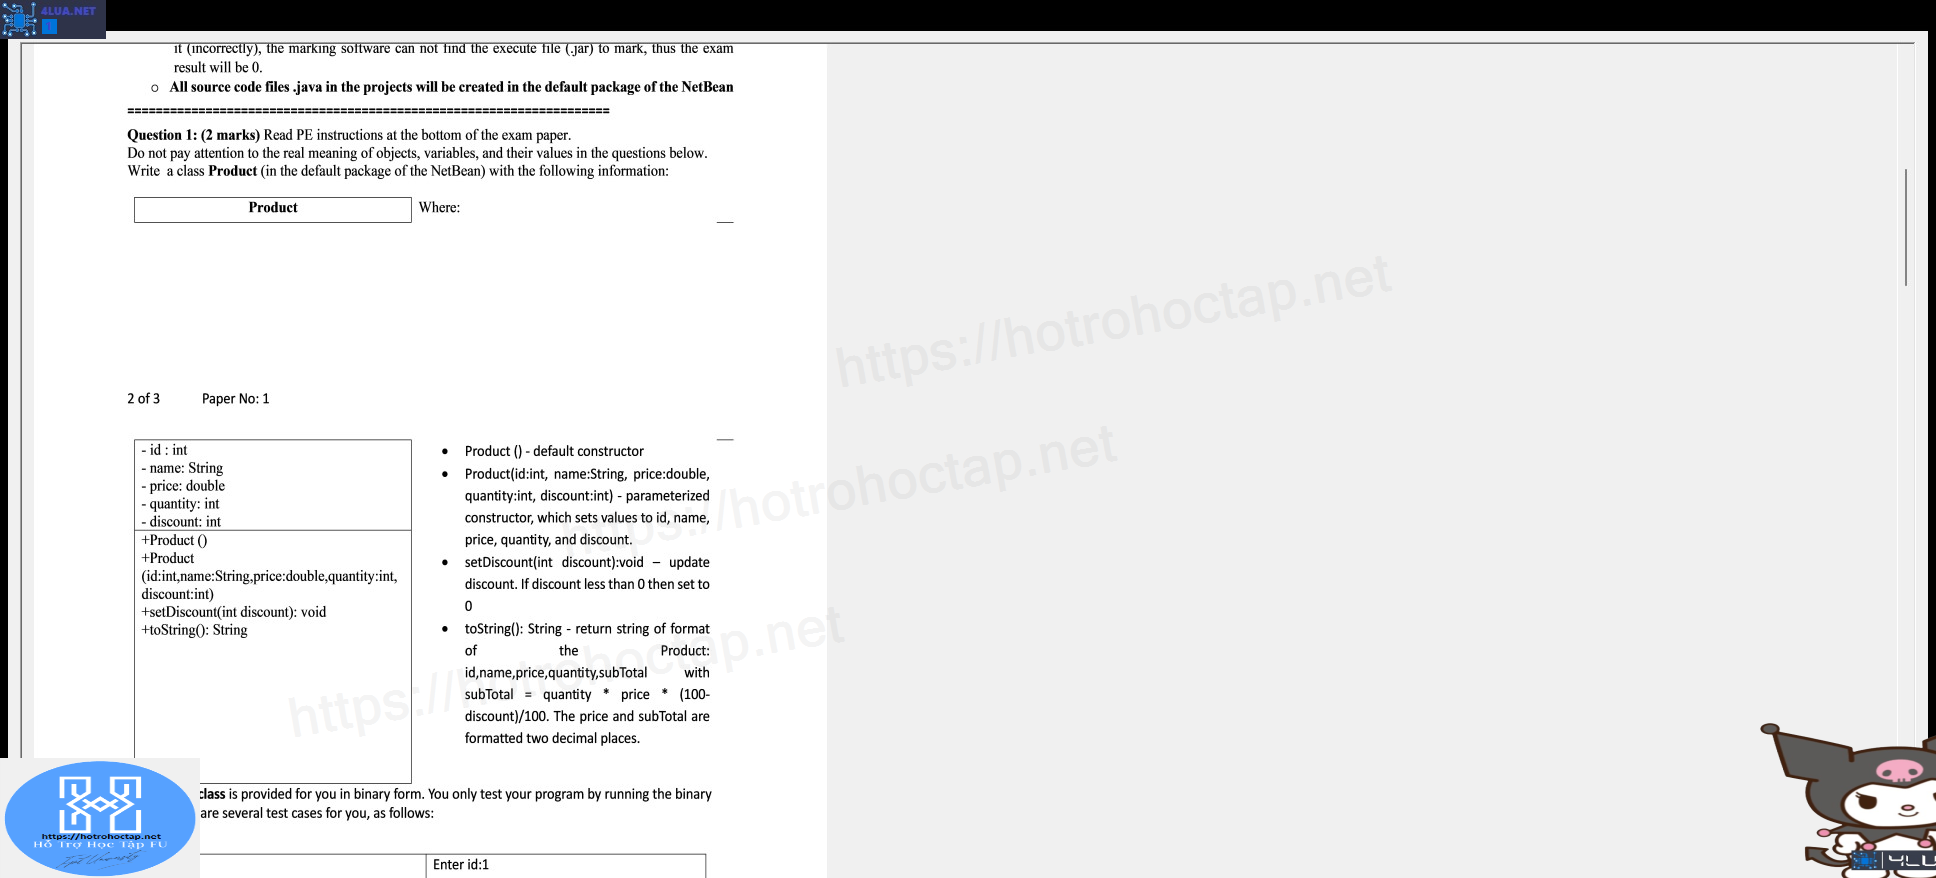 4LUA.NET
1
it (incorrectly), the marking software can not find the execute file (.jar) to mark, thus the exam
result will be 0.
o All source code files .java in the projects will be created in the default package of the NetBean
====================================================================
Question 1: (2 marks) Read PE instructions at the bottom of the exam paper.
Do not pay attention to the real meaning of objects, variables, and their values in the questions below.
Write a class Product (in the default package of the NetBean) with the following information:
Product
Where:
2 of 3 Paper No: 1
- id : int
- name: String
- price: double
- quantity: int
- discount: int
+Product ()
+Product
(id:int,name:String,price:double,quantity:int,
discount:int)
+setDiscount(int discount): void
+toString(): String
• Product () - default constructor
• Product(id:int, name:String, price:double,
quantity:int, discount:int) - parameterized
constructor, which sets values to id, name,
price, quantity, and discount.
• setDiscount(int discount):void – update
discount. If discount less than 0 then set to
0
• toString(): String - return string of format
of the Product:
id,name,price,quantity,subTotal with
subTotal = quantity * price * (100-
discount)/100. The price and subTotal are
formatted two decimal places.
class is provided for you in binary form. You only test your program by running the binary
are several test cases for you, as follows:
Enter id:1
https://hotrohoctap.net
https://hotrohoctap.net
https://hotrohoctap.net
https://hotrohoctap.net
Hỗ Trợ Học Tập FU
4LU